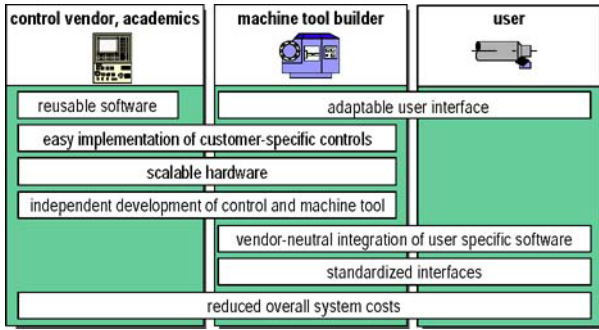 control vendor, academics
machine tool builder
user
reusable software
adaptable user interface
easy implementation of customer-specific controls
scalable hardware
independent development of control and machine tool
vendor-neutral integration of user specific software
standardized interfaces
reduced overall system costs